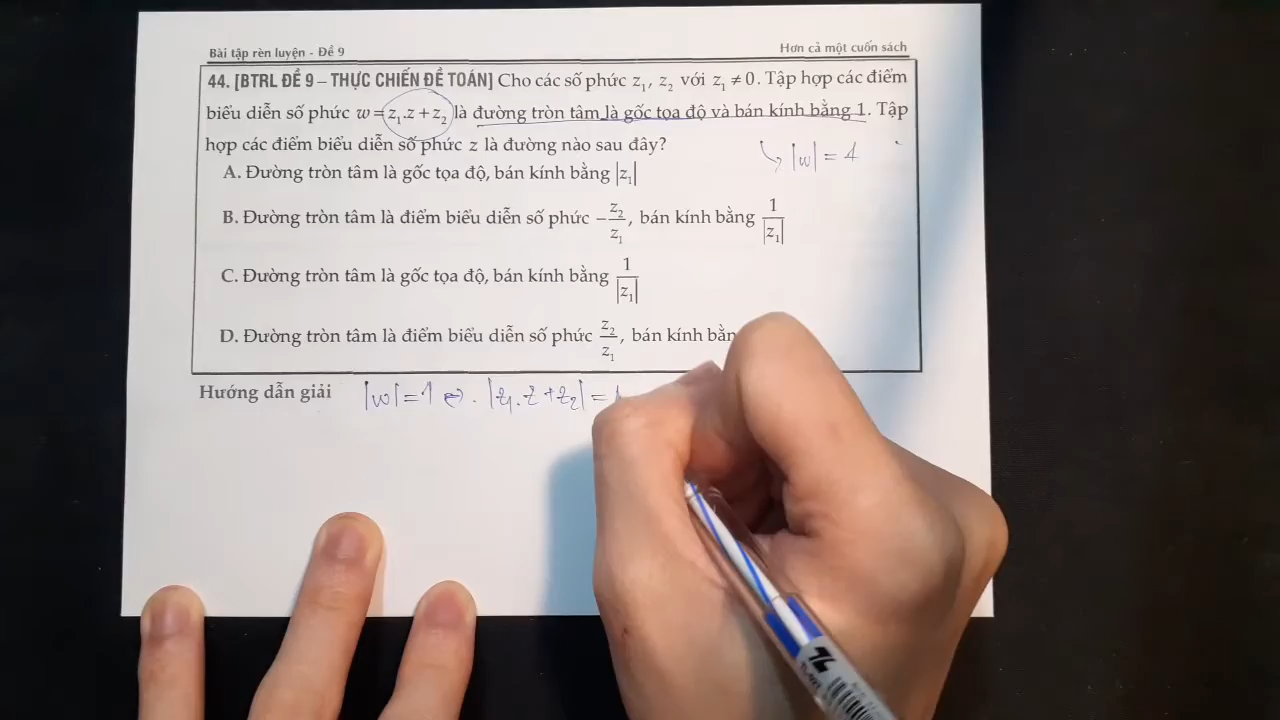 Bài tập rèn luyện - Đề 9
Hơn cả một cuốn sách
44. [BTRL ĐỀ 9 – THỰC CHIẾN ĐỀ TOÁN] Cho các số phức z₁, z₂ với z₁ ≠ 0. Tập hợp các điểm
biểu diễn số phức w = z₁.z + z₂ là đường tròn tâm là gốc tọa độ và bán kính bằng 1. Tập
hợp các điểm biểu diễn số phức z là đường nào sau đây?
|w| = 1
A. Đường tròn tâm là gốc tọa độ, bán kính bằng |z₁|
B. Đường tròn tâm là điểm biểu diễn số phức -z₂/z₁, bán kính bằng 1/|z₁|
C. Đường tròn tâm là gốc tọa độ, bán kính bằng 1/|z₁|
D. Đường tròn tâm là điểm biểu diễn số phức z₂/z₁, bán kính
Hướng dẫn giải |w| = 1 ⇔ . |z₁.z + z₂| =